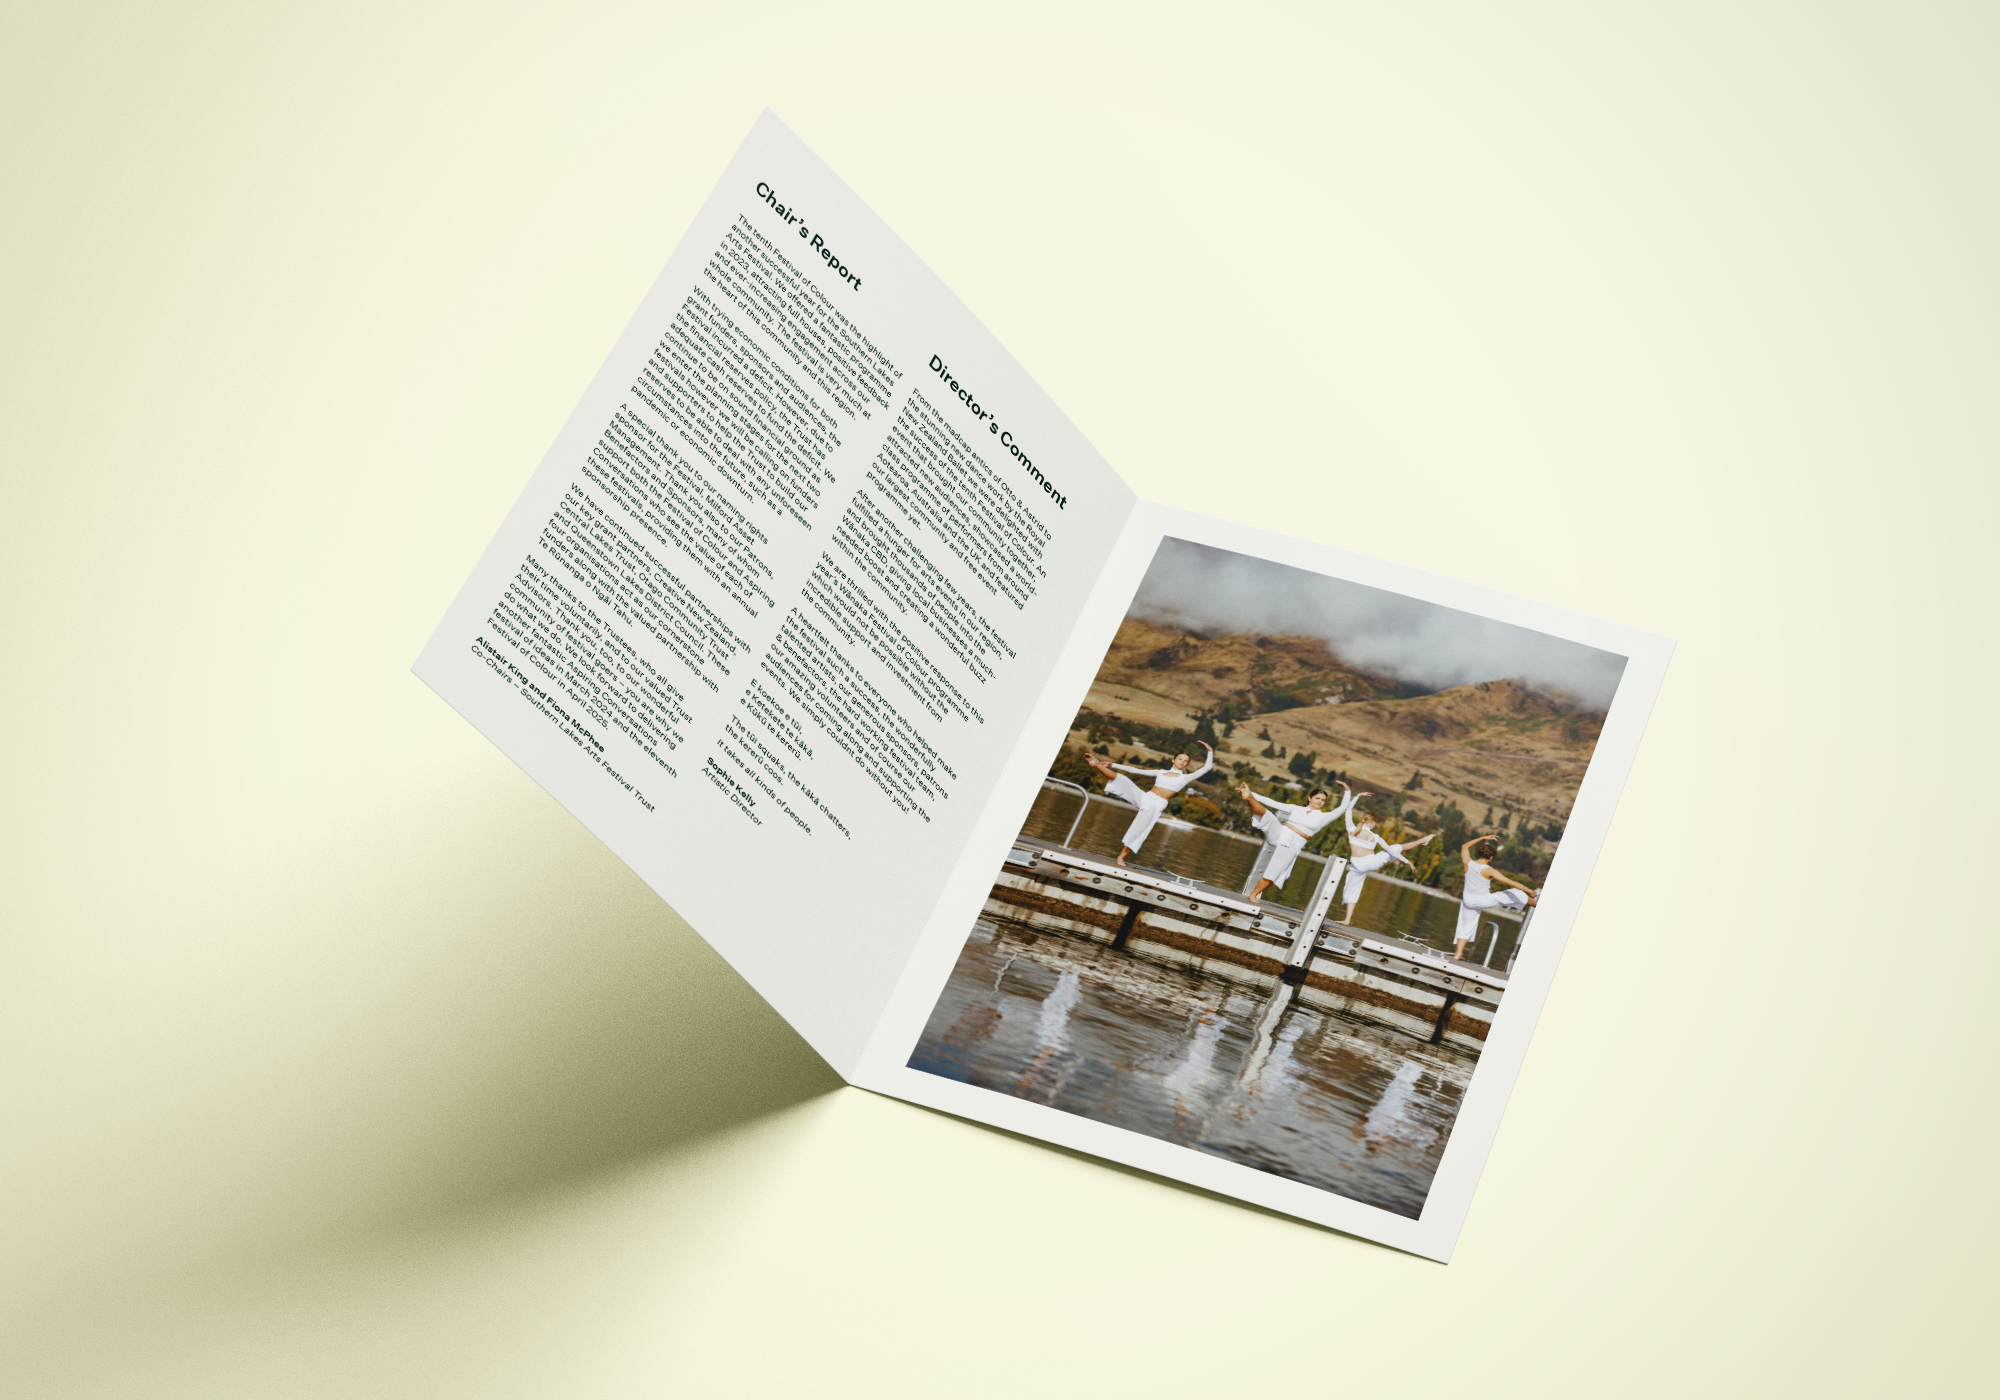 Chair's Report
The tenth Festival of Colour was the highlight of
another successful year for the Southern Lakes
Arts Festival. We offered a fantastic programme
in 2023, attracting full houses, positive feedback
and ever-increasing engagement across our
whole community. The festival is very much at
the heart of this community and this region.
With trying economic conditions for both
grant funders, sponsors and audiences, the
Festival incurred a deficit. However, due to
the financial reserves policy, the Trust has
adequate cash reserves to fund the deficit. We
continue to be on sound financial ground as
we enter the planning stages for the next two
festivals however we will be calling on funders
and supporters to help the Trust to build our
reserves to be able to deal with any unforeseen
circumstances into the future, such as a
pandemic or economic downturn.
A special thank you to our naming rights
sponsor for the Festival, Milford Asset
Management. Thank you also to our Patrons,
Benefactors and Sponsors, many of whom
support both the Festival of Colour and Aspiring
Conversations who see the value of each of
these festivals, providing them with an annual
sponsorship presence.
We have continued successful partnerships with
our key grant partners, Creative New Zealand,
Central Lakes Trust, Otago Community Trust
and Queenstown Lakes District Council. These
four organisations act as our cornerstone
funders along with the valued partnership with
Te Rūnanga o Ngāi Tahu.
Many thanks to the Trustees, who all give
their time voluntarily, and to our valued Trust
Advisors. Thank you, too, to our wonderful
community of festival goers – you are why we
do what we do. We look forward to delivering
another fantastic Aspiring Conversations
festival of ideas in March 2024 and the eleventh
Festival of Colour in April 2025.
Alistair King and Fiona McPhee
Co-Chairs – Southern Lakes Arts Festival Trust
Director's Comment
From the madcap antics of Otto & Astrid to
the stunning new dance work by the Royal
New Zealand Ballet we were delighted with
the success of the tenth Festival of Colour. An
event that brought our community together,
attracted new audiences, showcased a world-
class programme of performers from around
Aotearoa, Australia and the UK and featured
our largest community and free event
programme yet.
After another challenging few years, the festival
fulfilled a hunger for arts events in our region,
and brought thousands of people into the
Wānaka CBD, giving local businesses a much-
needed boost and creating a wonderful buzz
within the community.
We are thrilled with the positive response to this
year's Wānaka Festival of Colour programme
which would not be possible without the
incredible support and investment from
the community.
A heartfelt thanks to everyone who helped make
the festival such a success, the wonderfully
talented artists, our generous sponsors, patrons
& benefactors, the hard working festival team,
our amazing volunteers and of course our
audiences for coming along and supporting the
events. We simply couldnt do without you!
E koekoe e tūī,
e Ketekete te kākā,
e Kūkū te kererū.
The tūī squaks, the kākā chatters,
the kererū coos.
It takes all kinds of people.
Sophie Kelly
Artistic Director